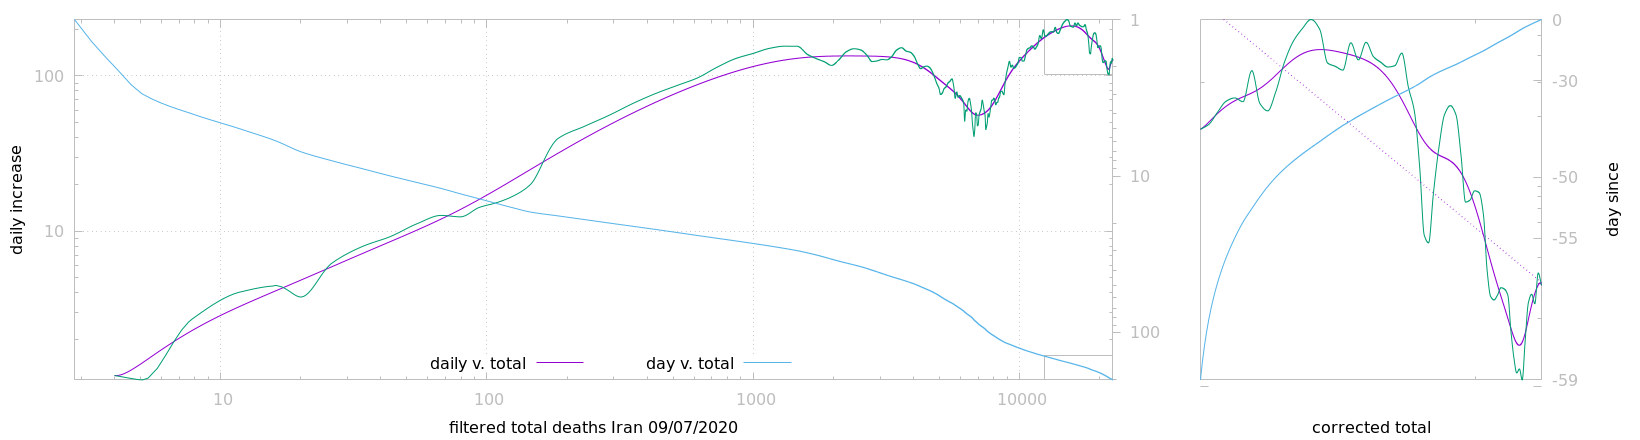 daily increase
100
10
daily v. total
day v. total
10
100
1000
10000
filtered total deaths Iran 09/07/2020
1
10
100
0
-30
-50
-55
-59
day since
corrected total